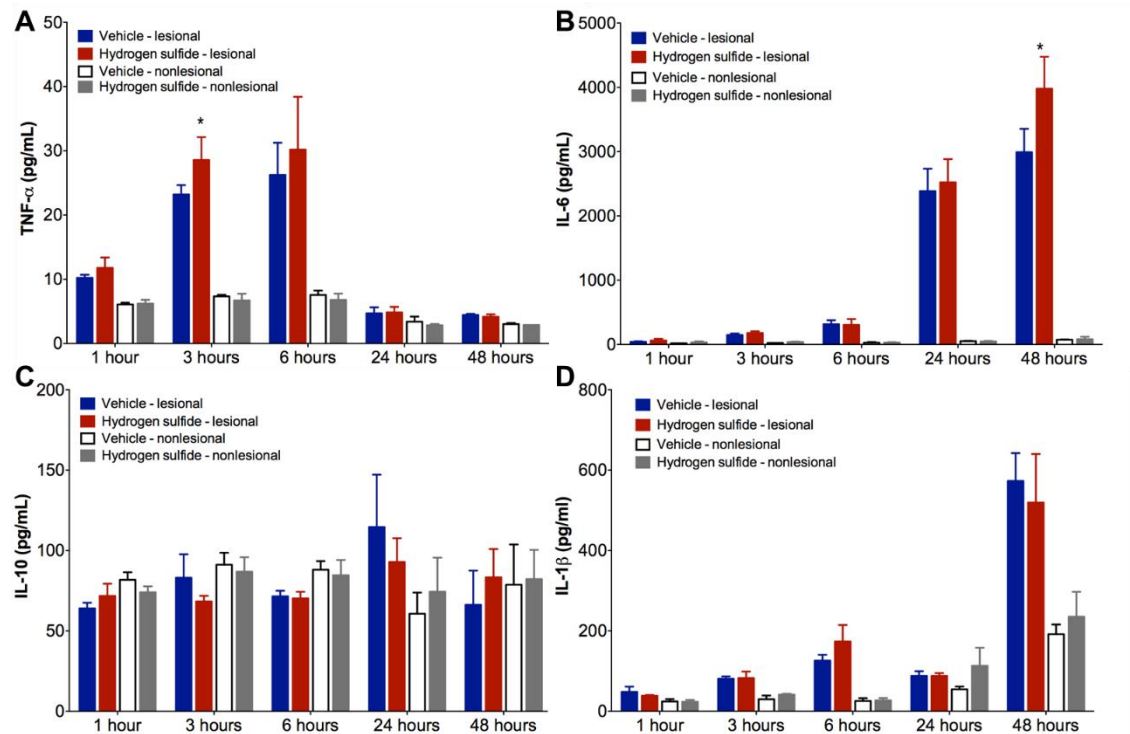 A
TNF-α (pg/mL)
50
40
30
20
10
0
Vehicle - lesional
Hydrogen sulfide - lesional
Vehicle - nonlesional
Hydrogen sulfide - nonlesional
*
1 hour 3 hours 6 hours 24 hours 48 hours
B
IL-6 (pg/mL)
5000
4000
3000
2000
1000
0
Vehicle - lesional
Hydrogen sulfide - lesional
Vehicle - nonlesional
Hydrogen sulfide - nonlesional
*
1 hour 3 hours 6 hours 24 hours 48 hours
C
IL-10 (pg/mL)
200
150
100
50
0
Vehicle - lesional
Hydrogen sulfide - lesional
Vehicle - nonlesional
Hydrogen sulfide - nonlesional
1 hour 3 hours 6 hours 24 hours 48 hours
D
IL-1β (pg/ml)
800
600
400
200
0
Vehicle - lesional
Hydrogen sulfide - lesional
Vehicle - nonlesional
Hydrogen sulfide - nonlesional
1 hour 3 hours 6 hours 24 hours 48 hours